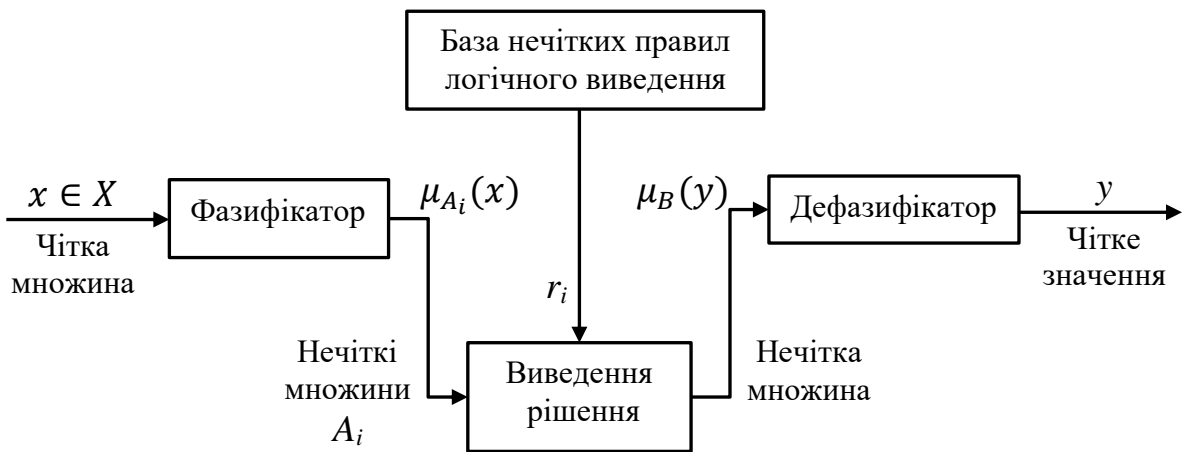 База нечітких правил
логічного виведення
x ∈ X
Чітка
множина
Фазифікатор
μ_{A_i}(x)
Нечіткі
множини
A_i
r_i
Виведення
рішення
μ_B(y)
Нечітка
множина
Дефазифікатор
y
Чітке
значення